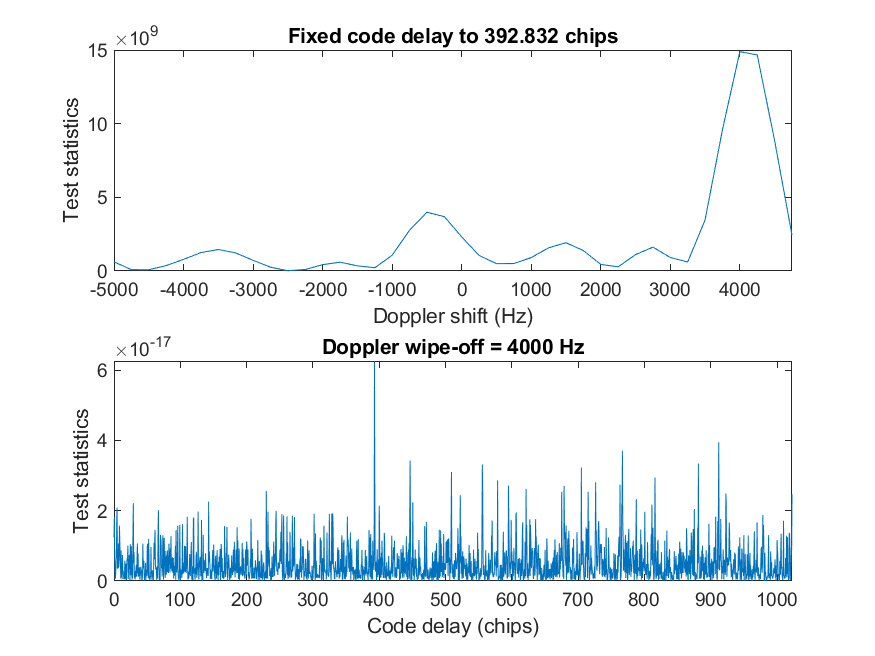 ×10^9
Fixed code delay to 392.832 chips
15
10
5
0
Test statistics
-5000 -4000 -3000 -2000 -1000 0 1000 2000 3000 4000
Doppler shift (Hz)
×10^-17
Doppler wipe-off = 4000 Hz
6
4
2
0
Test statistics
0 100 200 300 400 500 600 700 800 900 1000
Code delay (chips)